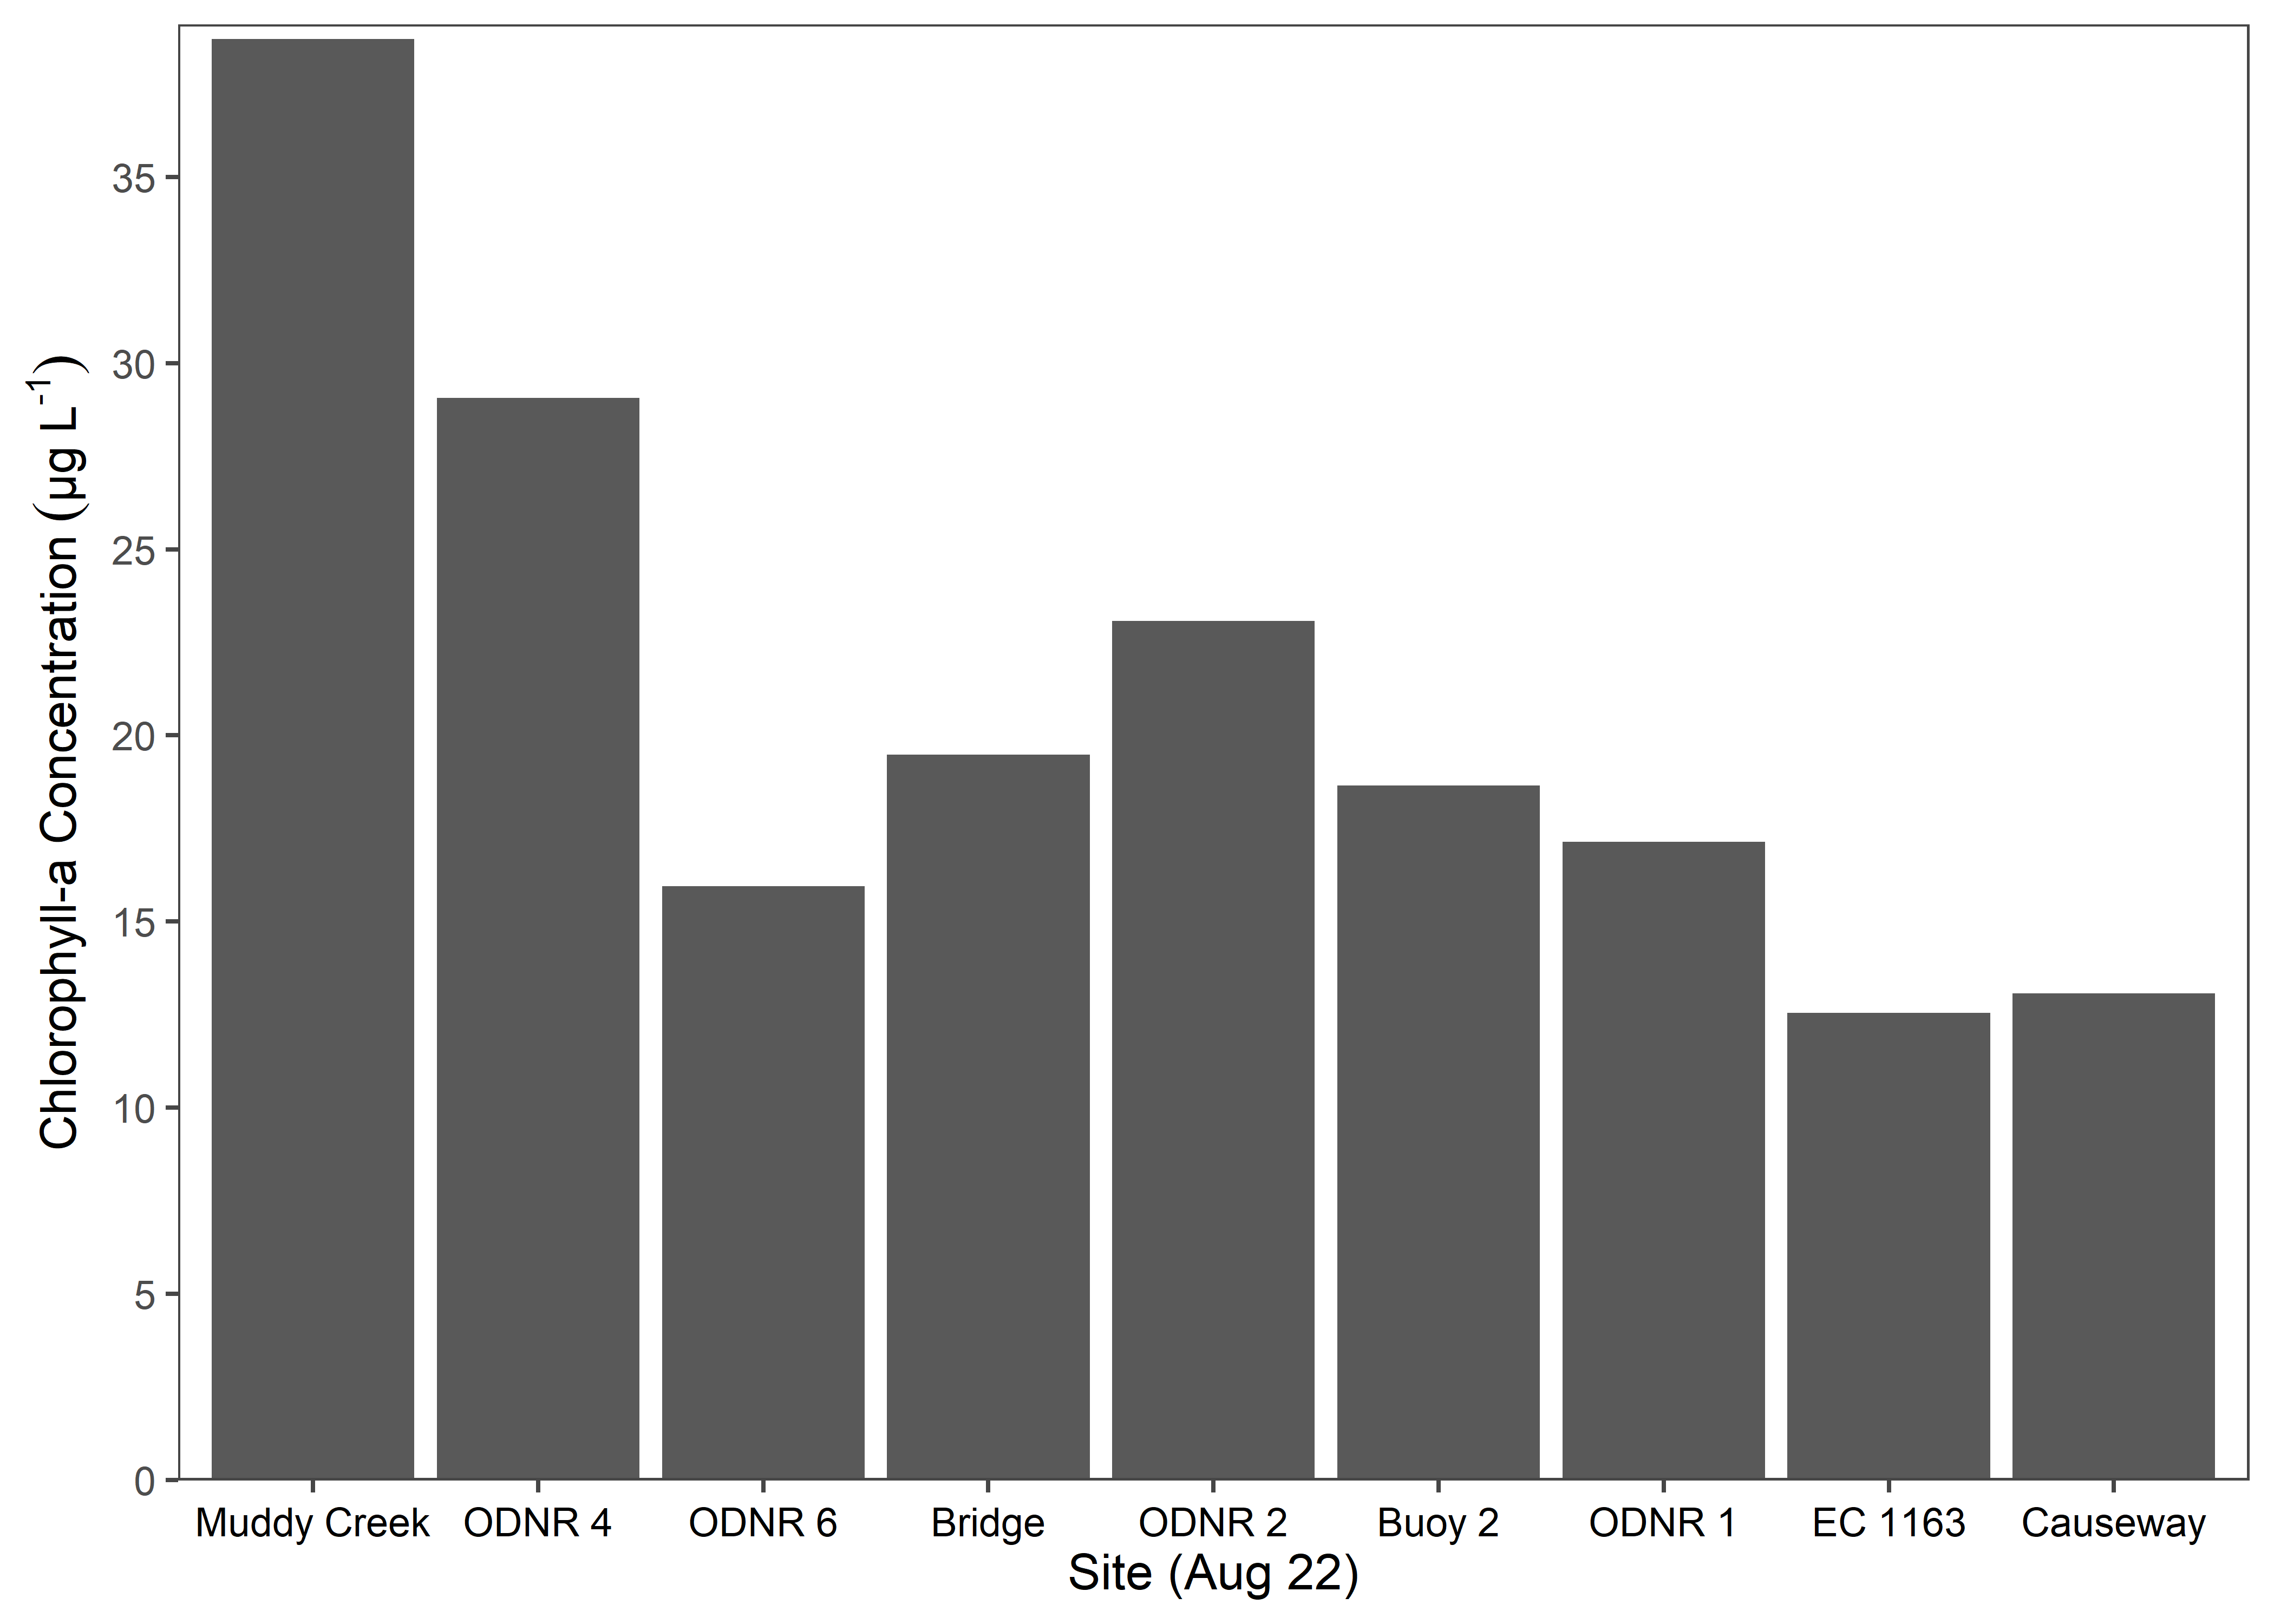 Chlorophyll-a Concentration (µg L⁻¹)
35
30
25
20
15
10
5
0
Muddy Creek ODNR 4 ODNR 6 Bridge ODNR 2 Buoy 2 ODNR 1 EC 1163 Causeway
Site (Aug 22)